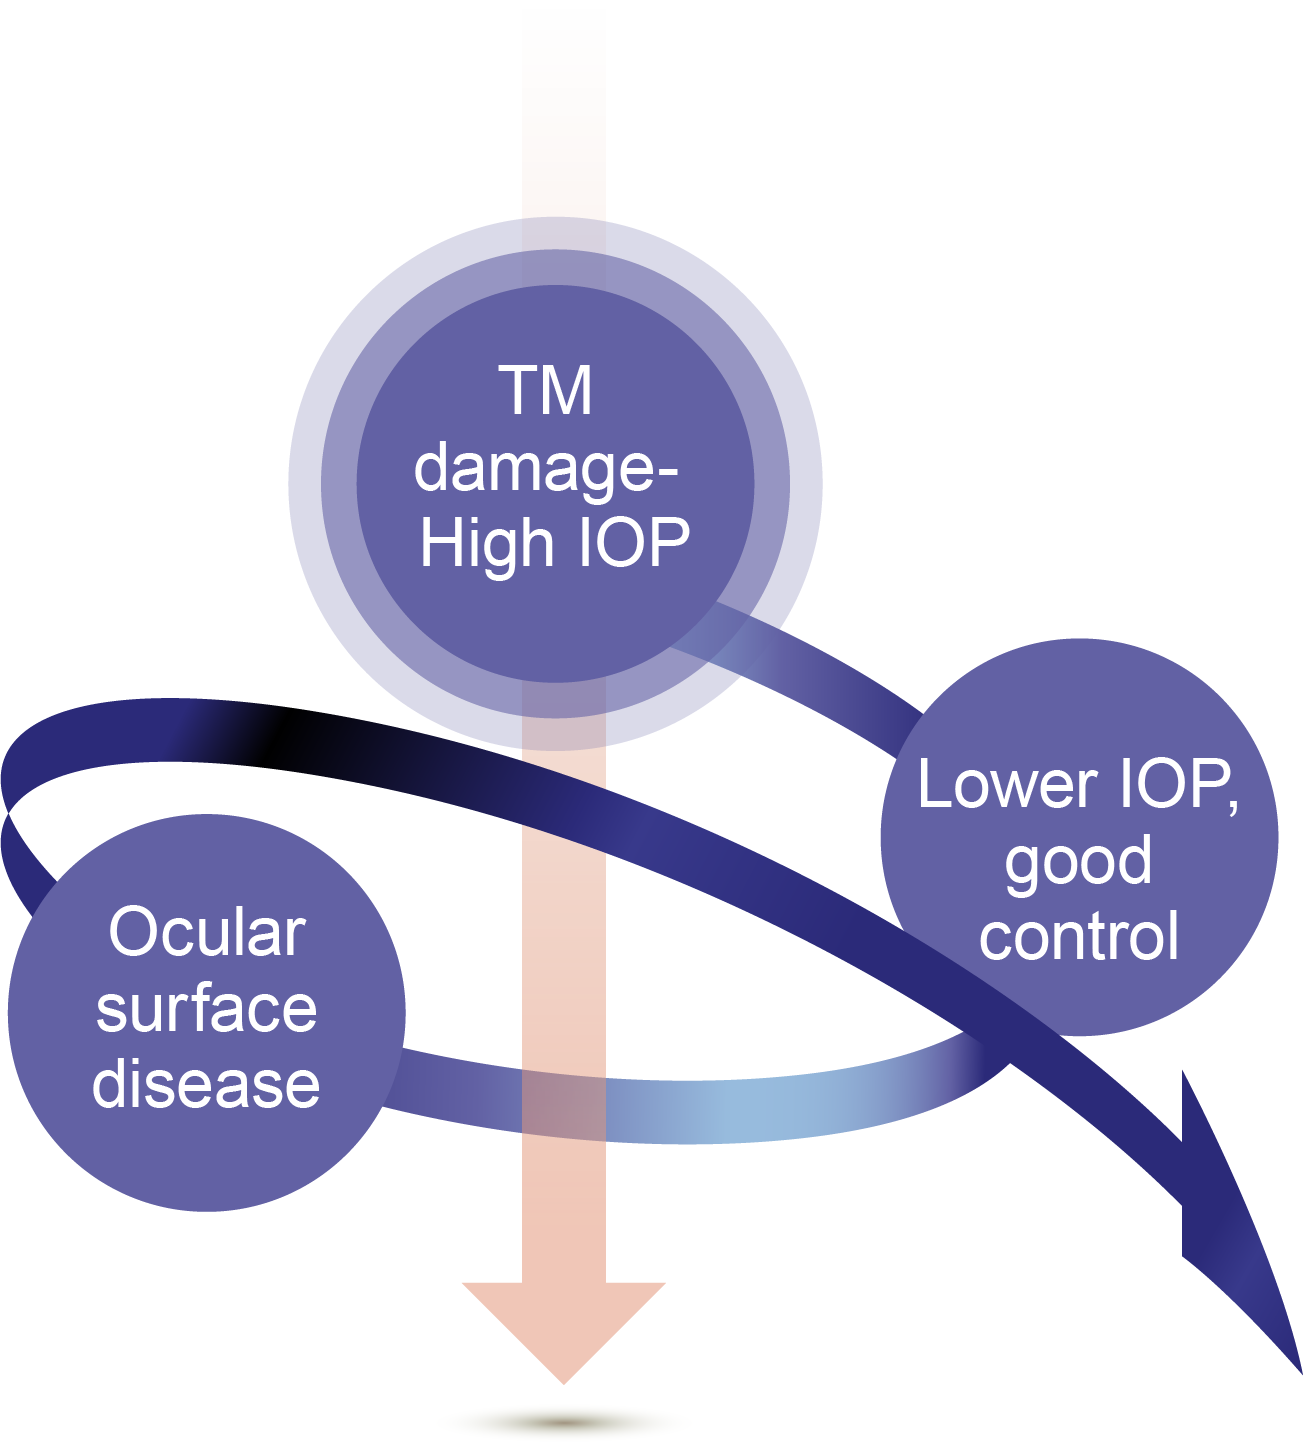 TM
damage-
High IOP
Lower IOP,
good
control
Ocular
surface
disease